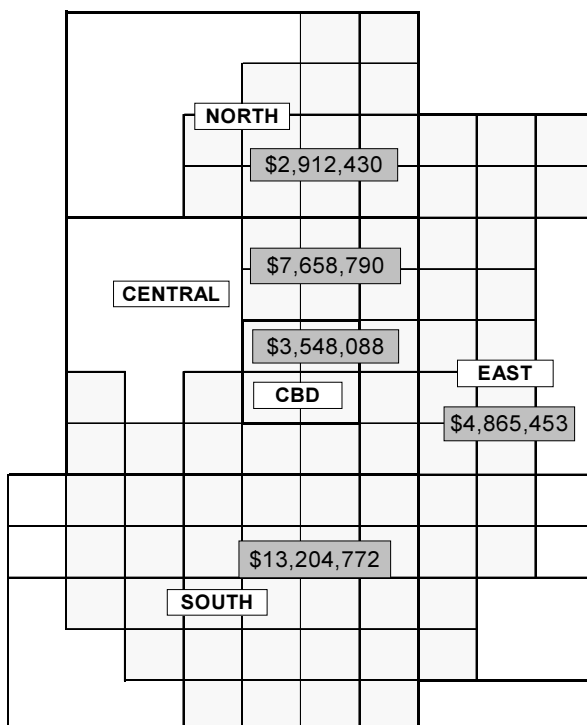 NORTH
$2,912,430
$7,658,790
CENTRAL
$3,548,088
EAST
CBD
$4,865,453
$13,204,772
SOUTH